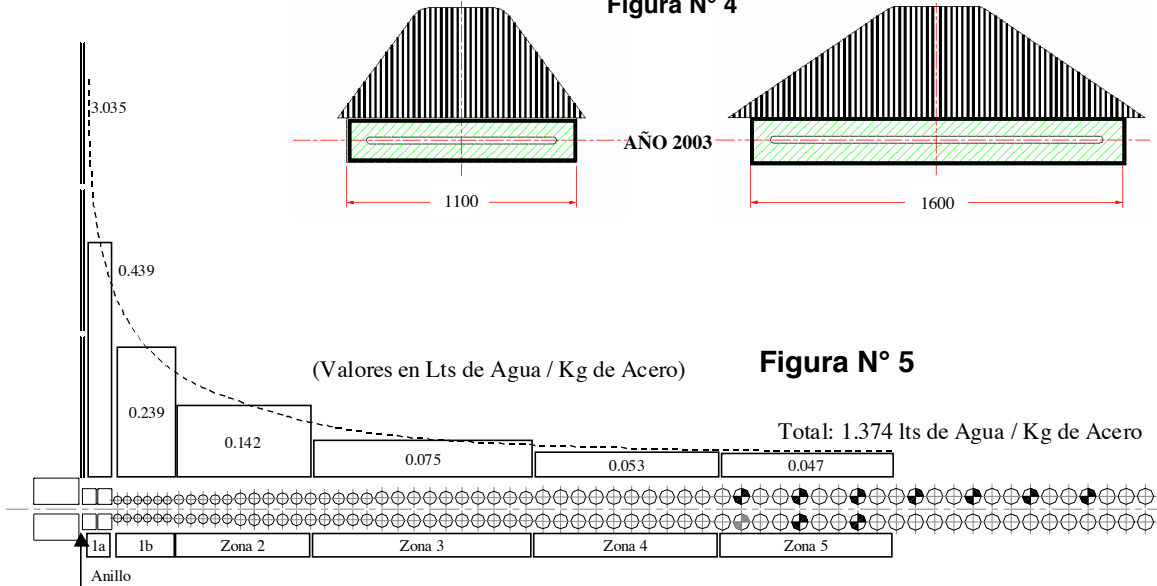 Figura N° 4
3.035
AÑO 2003
1100
1600
0.439
(Valores en Lts de Agua / Kg de Acero)
Figura N° 5
0.239
0.142
Total: 1.374 lts de Agua / Kg de Acero
0.075
0.053
0.047
1a
1b
Zona 2
Zona 3
Zona 4
Zona 5
Anillo